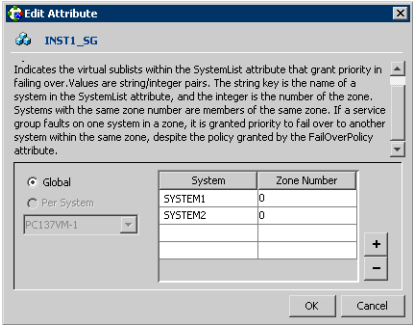 Edit Attribute
INST1_SG
Indicates the virtual sublists within the SystemList attribute that grant priority in
failing over.Values are string/integer pairs. The string key is the name of a
system in the SystemList attribute, and the integer is the number of the zone.
Systems with the same zone number are members of the same zone. If a service
group faults on one system in a zone, it is granted priority to fail over to another
system within the same zone, despite the policy granted by the FailOverPolicy
attribute.
Global
Per System
PC137VM-1
System Zone Number
SYSTEM1 0
SYSTEM2 0
+
-
OK Cancel